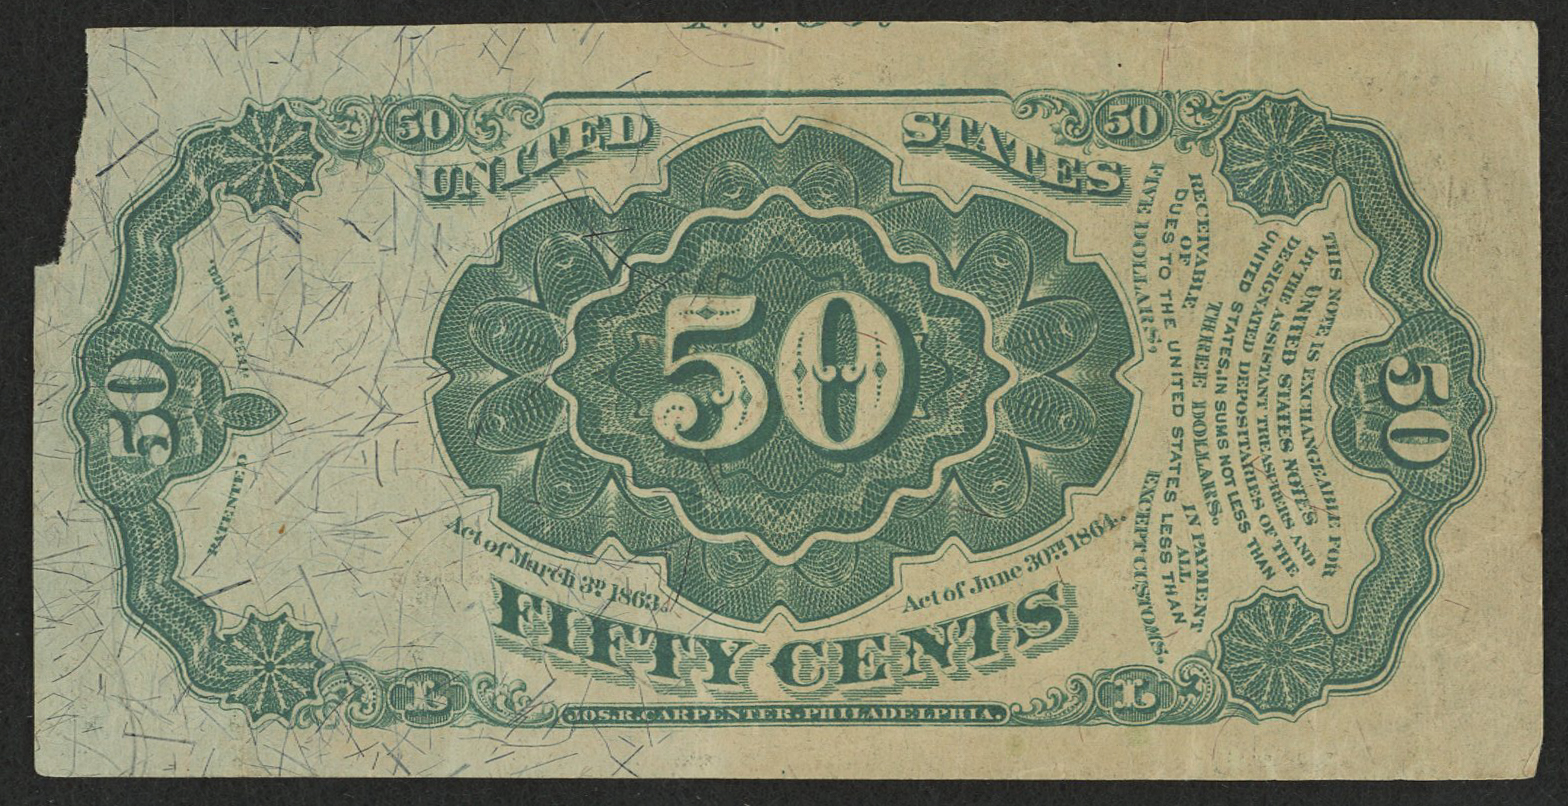 50 50
UNITED STATES
50
50
50
Act of March 3ᴰ. 1863.
Act of June 30ᵀᴴ. 1864.
FIFTY CENTS
L L
JOS. R. CARPENTER. PHILADELPHIA.
PATENTED
THIS NOTE IS EXCHANGEABLE FOR
UNITED STATES NOTES
BY THE ASSISTANT TREASURERS AND
DESIGNATED DEPOSITARIES OF THE
UNITED STATES, IN SUMS NOT LESS THAN
THREE DOLLARS.
RECEIVABLE IN PAYMENT
OF ALL
DUES TO THE UNITED STATES LESS THAN
FIVE DOLLARS, EXCEPT CUSTOMS.